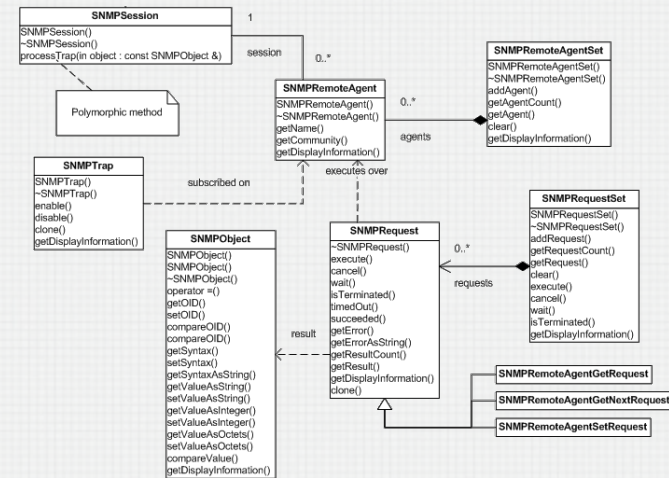 SNMPSession
SNMPSession()
~SNMPSession()
processTrap(in object : const SNMPObject &)
Polymorphic method
1
session
0..*
SNMPRemoteAgent
SNMPRemoteAgent()
~SNMPRemoteAgent()
getName()
getCommunity()
getDisplayInformation()
0..*
agents
SNMPRemoteAgentSet
SNMPRemoteAgentSet()
~SNMPRemoteAgentSet()
addAgent()
getAgentCount()
getAgent()
clear()
getDisplayInformation()
SNMPTrap
SNMPTrap()
~SNMPTrap()
enable()
disable()
clone()
getDisplayInformation()
subscribed on
executes over
SNMPObject
SNMPObject()
SNMPObject()
~SNMPObject()
operator =()
getOID()
setOID()
compareOID()
compareOID()
getSyntax()
setSyntax()
getSyntaxAsString()
getValueAsString()
setValueAsString()
getValueAsInteger()
setValueAsInteger()
getValueAsOctets()
setValueAsOctets()
compareValue()
getDisplayInformation()
result
SNMPRequest
~SNMPRequest()
execute()
cancel()
wait()
isTerminated()
timedOut()
succeeded()
getError()
getErrorAsString()
getResultCount()
getResult()
getDisplayInformation()
clone()
0..*
requests
SNMPRequestSet
SNMPRequestSet()
~SNMPRequestSet()
addRequest()
getRequestCount()
getRequest()
clear()
execute()
cancel()
wait()
isTerminated()
getDisplayInformation()
SNMPRemoteAgentGetRequest
SNMPRemoteAgentGetNextRequest
SNMPRemoteAgentSetRequest